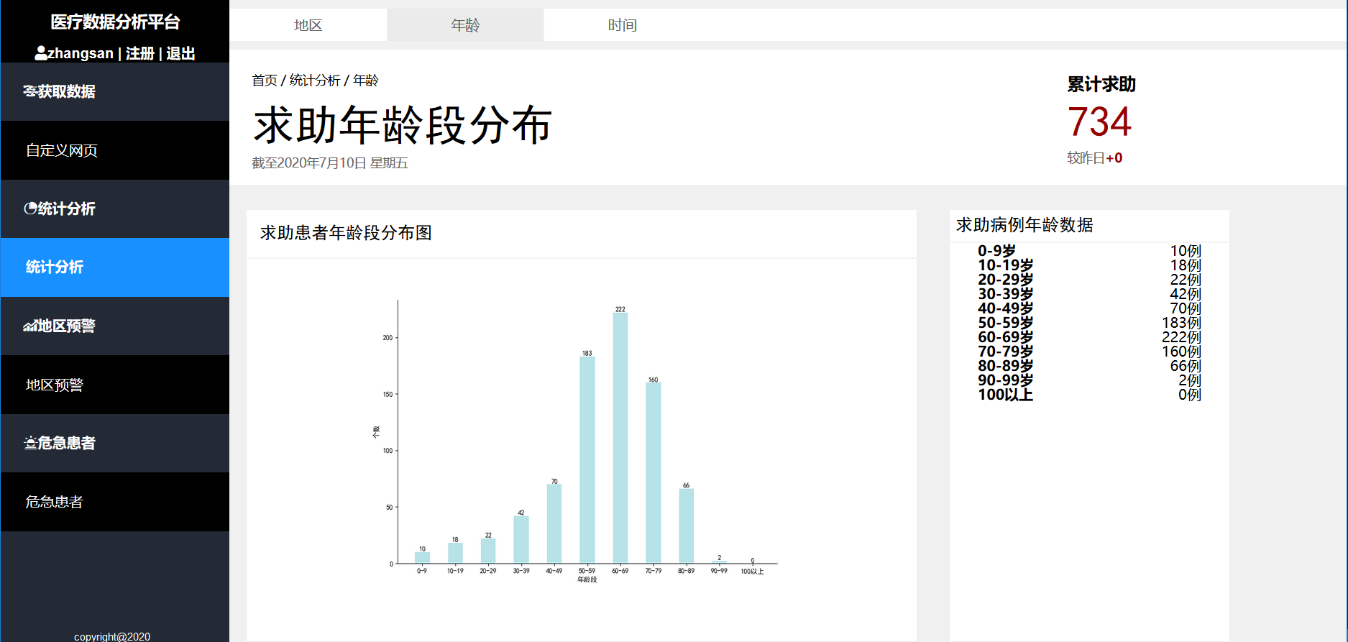 医疗数据分析平台
zhangsan | 注册 | 退出
获取数据
自定义网页
统计分析
统计分析
地区预警
地区预警
危急患者
危急患者
copyright@2020
地区 年龄 时间
首页 / 统计分析 / 年龄
求助年龄段分布
截至2020年7月10日 星期五
累计求助
734
较昨日+0
求助患者年龄段分布图
222
200
183
160
150
个数
100
70
66
50
42
22
18
10
2
0
0
0-9 10-19 20-29 30-39 40-49 50-59 60-69 70-79 80-89 90-99 100以上
年龄段
求助病例年龄数据
0-9岁 10例
10-19岁 18例
20-29岁 22例
30-39岁 42例
40-49岁 70例
50-59岁 183例
60-69岁 222例
70-79岁 160例
80-89岁 66例
90-99岁 2例
100以上 0例